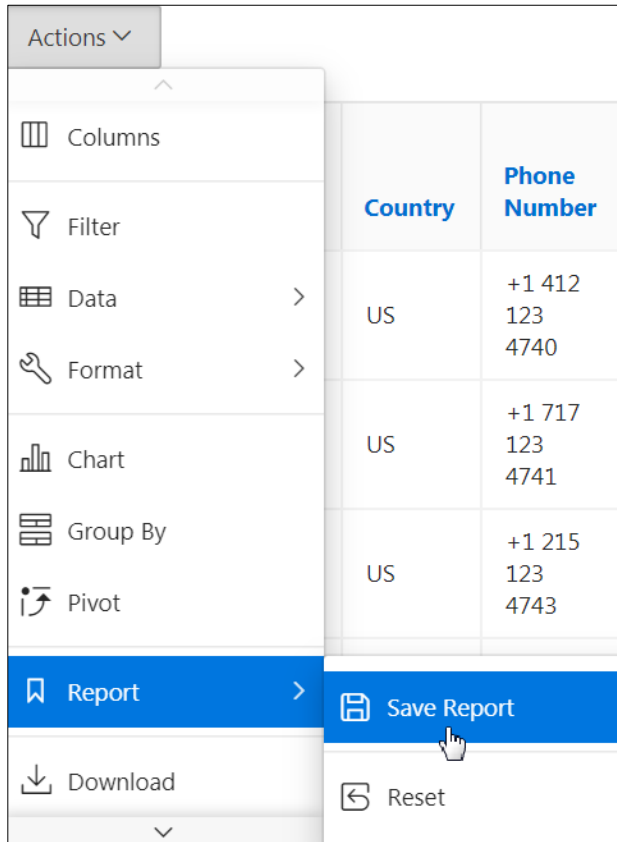 Actions
Columns
Filter
Data
Format
Chart
Group By
Pivot
Report
Download
Save Report
Reset
Country
Phone
Number
US
+1 412
123
4740
US
+1 717
123
4741
US
+1 215
123
4743